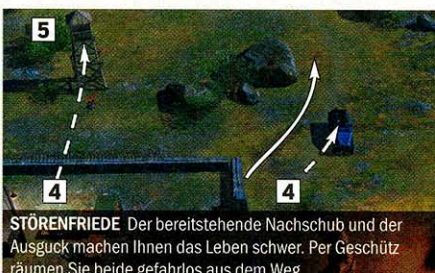 5
4
4
STÖRENFRIEDE Der bereitstehende Nachschub und der
Ausguck machen Ihnen das Leben schwer. Per Geschütz
räumen Sie beide gefahrlos aus dem Weg.